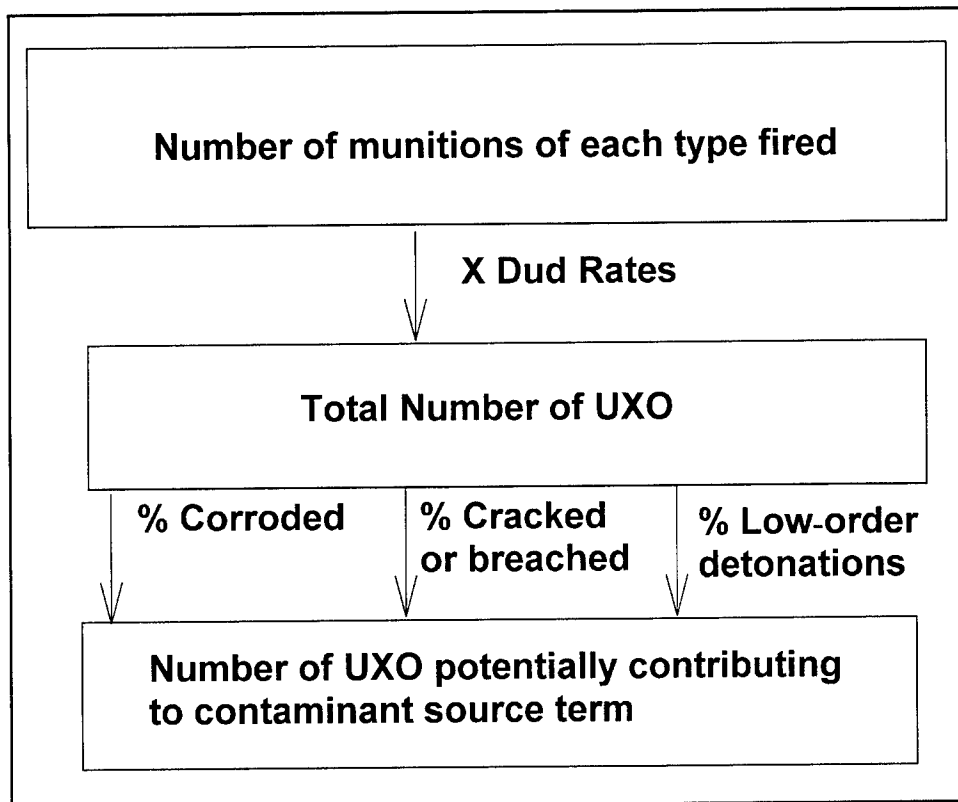 Number of munitions of each type fired
X Dud Rates
Total Number of UXO
% Corroded
% Cracked
or breached
% Low-order
detonations
Number of UXO potentially contributing
to contaminant source term